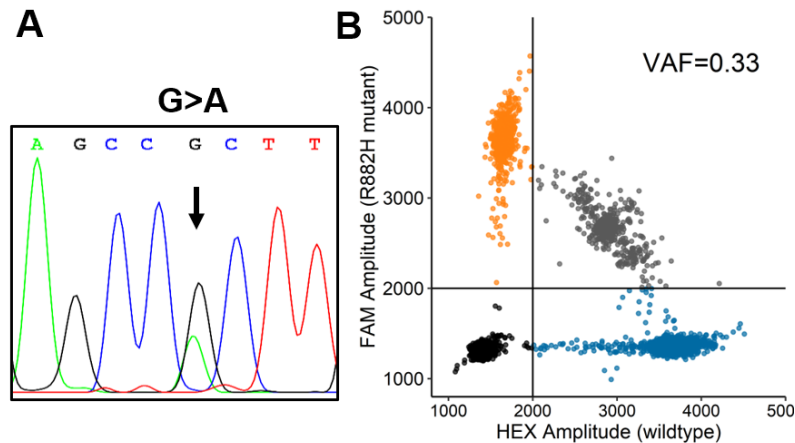 A
G>A
A G C C G C T T
B
VAF=0.33
FAM Amplitude (R882H mutant)
5000
4000
3000
2000
1000
1000 2000 3000 4000 500
HEX Amplitude (wildtype)